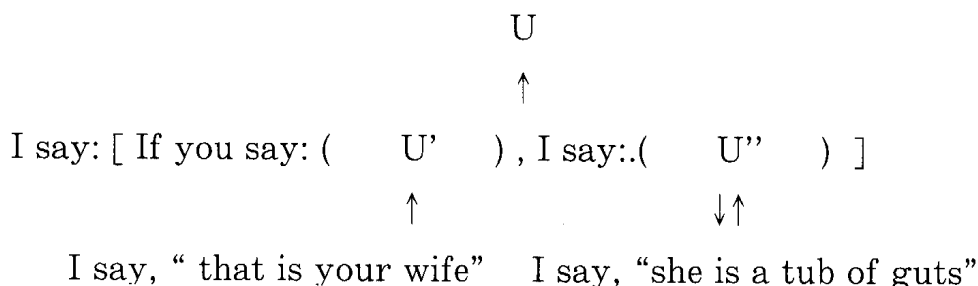 U
↑
I say: [ If you say: ( U' ) , I say:.( U'' ) ]
↑ ↓↑
I say, “ that is your wife” I say, “she is a tub of guts”